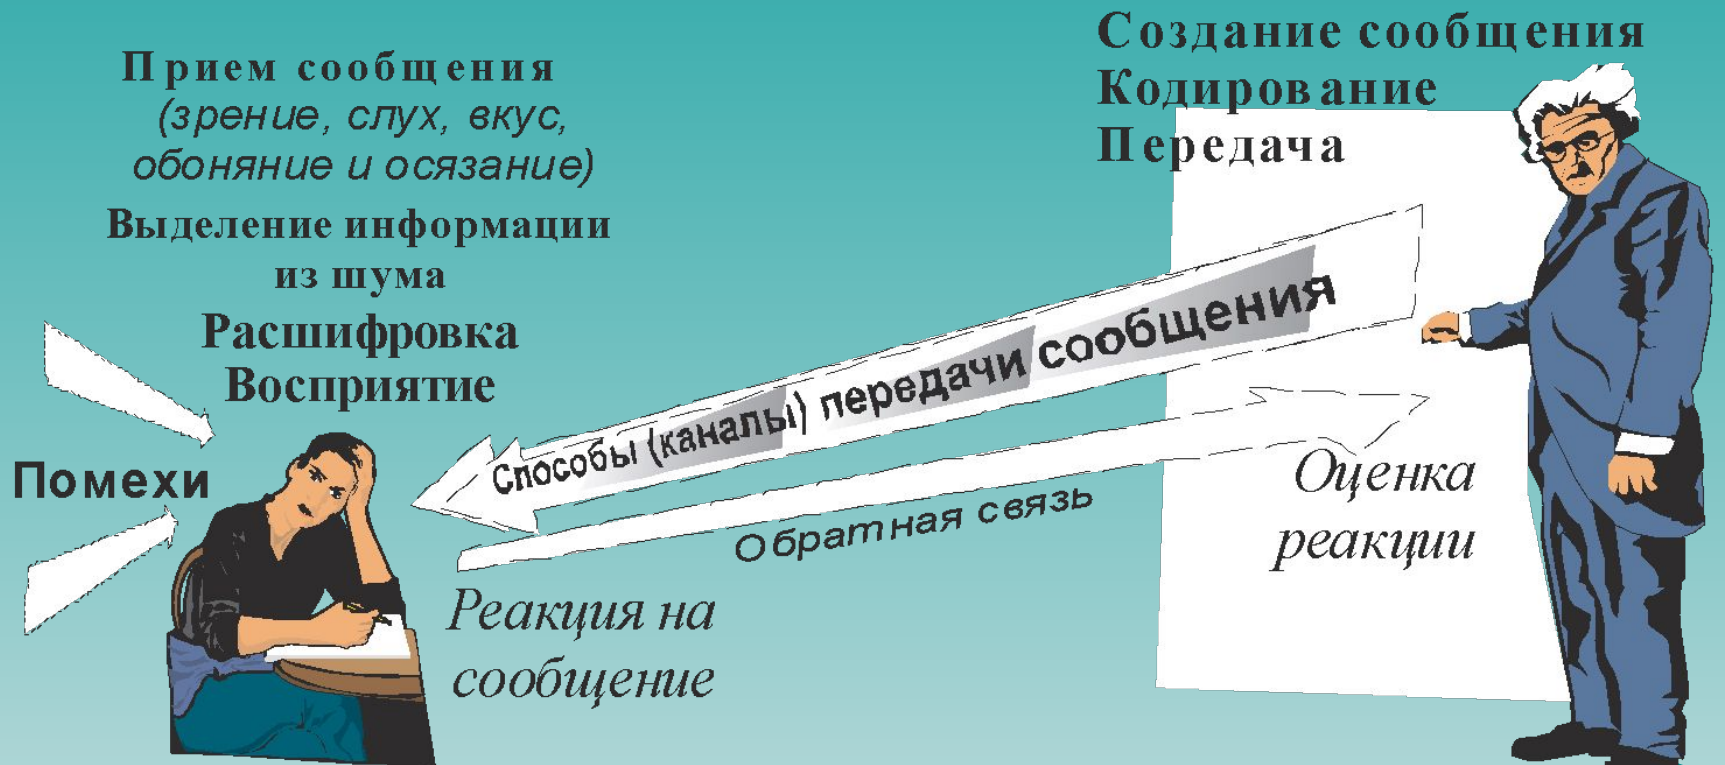 Прием сообщения
(зрение, слух, вкус,
обоняние и осязание)
Выделение информации
из шума
Расшифровка
Восприятие
Помехи
Создание сообщения
Кодирование
Передача
Способы (каналы) передачи сообщения
Обратная связь
Реакция на
сообщение
Оценка
реакции